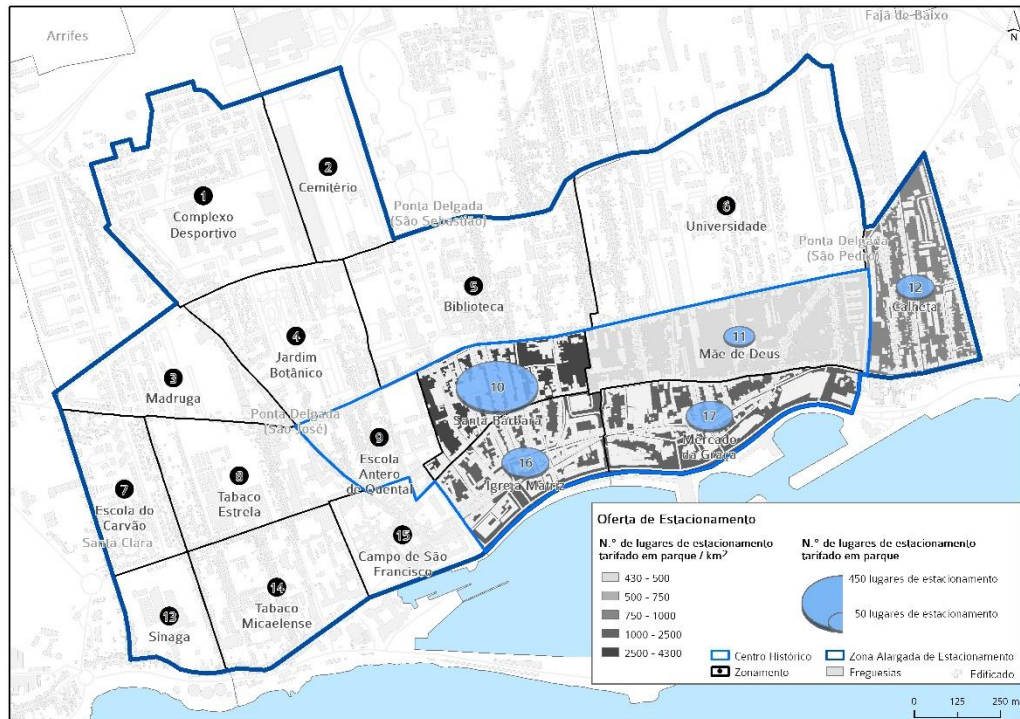 Arrifes
Fajã de Baixo
N
2
Cemitério
1
Complexo
Desportivo
Ponta Delgada
(São Sebastião)
6
Universidade
Ponta Delgada
(São Pedro)
5
Biblioteca
12
Calheta
4
Jardim
Botânico
11
Mãe de Deus
3
Madruga
10
Santa Bárbara
Ponta Delgada
(São José)
17
Mercado
da Graça
9
Escola
Antero
de Quental
16
Igreja Matriz
8
Tabaco
Estrela
7
Escola do
Carvão
Santa Clara
15
Campo de São
Francisco
14
Tabaco
Micaelense
13
Sinaga
Oferta de Estacionamento
N.º de lugares de estacionamento
tarifado em parque / km²
430 - 500
500 - 750
750 - 1000
1000 - 2500
2500 - 4300
N.º de lugares de estacionamento
tarifado em parque
450 lugares de estacionamento
50 lugares de estacionamento
Centro Histórico
Zona Alargada de Estacionamento
Zonamento
Freguesias
Edificado
0 125 250 m